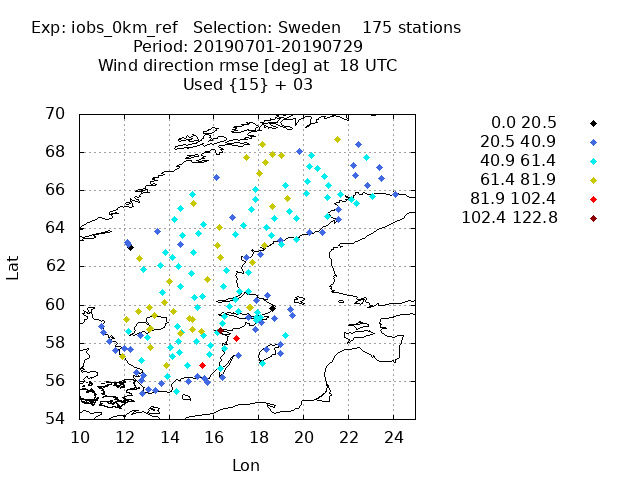 Exp: iobs_0km_ref Selection: Sweden 175 stations
Period: 20190701-20190729
Wind direction rmse [deg] at 18 UTC
Used {15} + 03
70
68
66
64
62
60
58
56
54
10 12 14 16 18 20 22 24
Lat
Lon
0.0 20.5
20.5 40.9
40.9 61.4
61.4 81.9
81.9 102.4
102.4 122.8